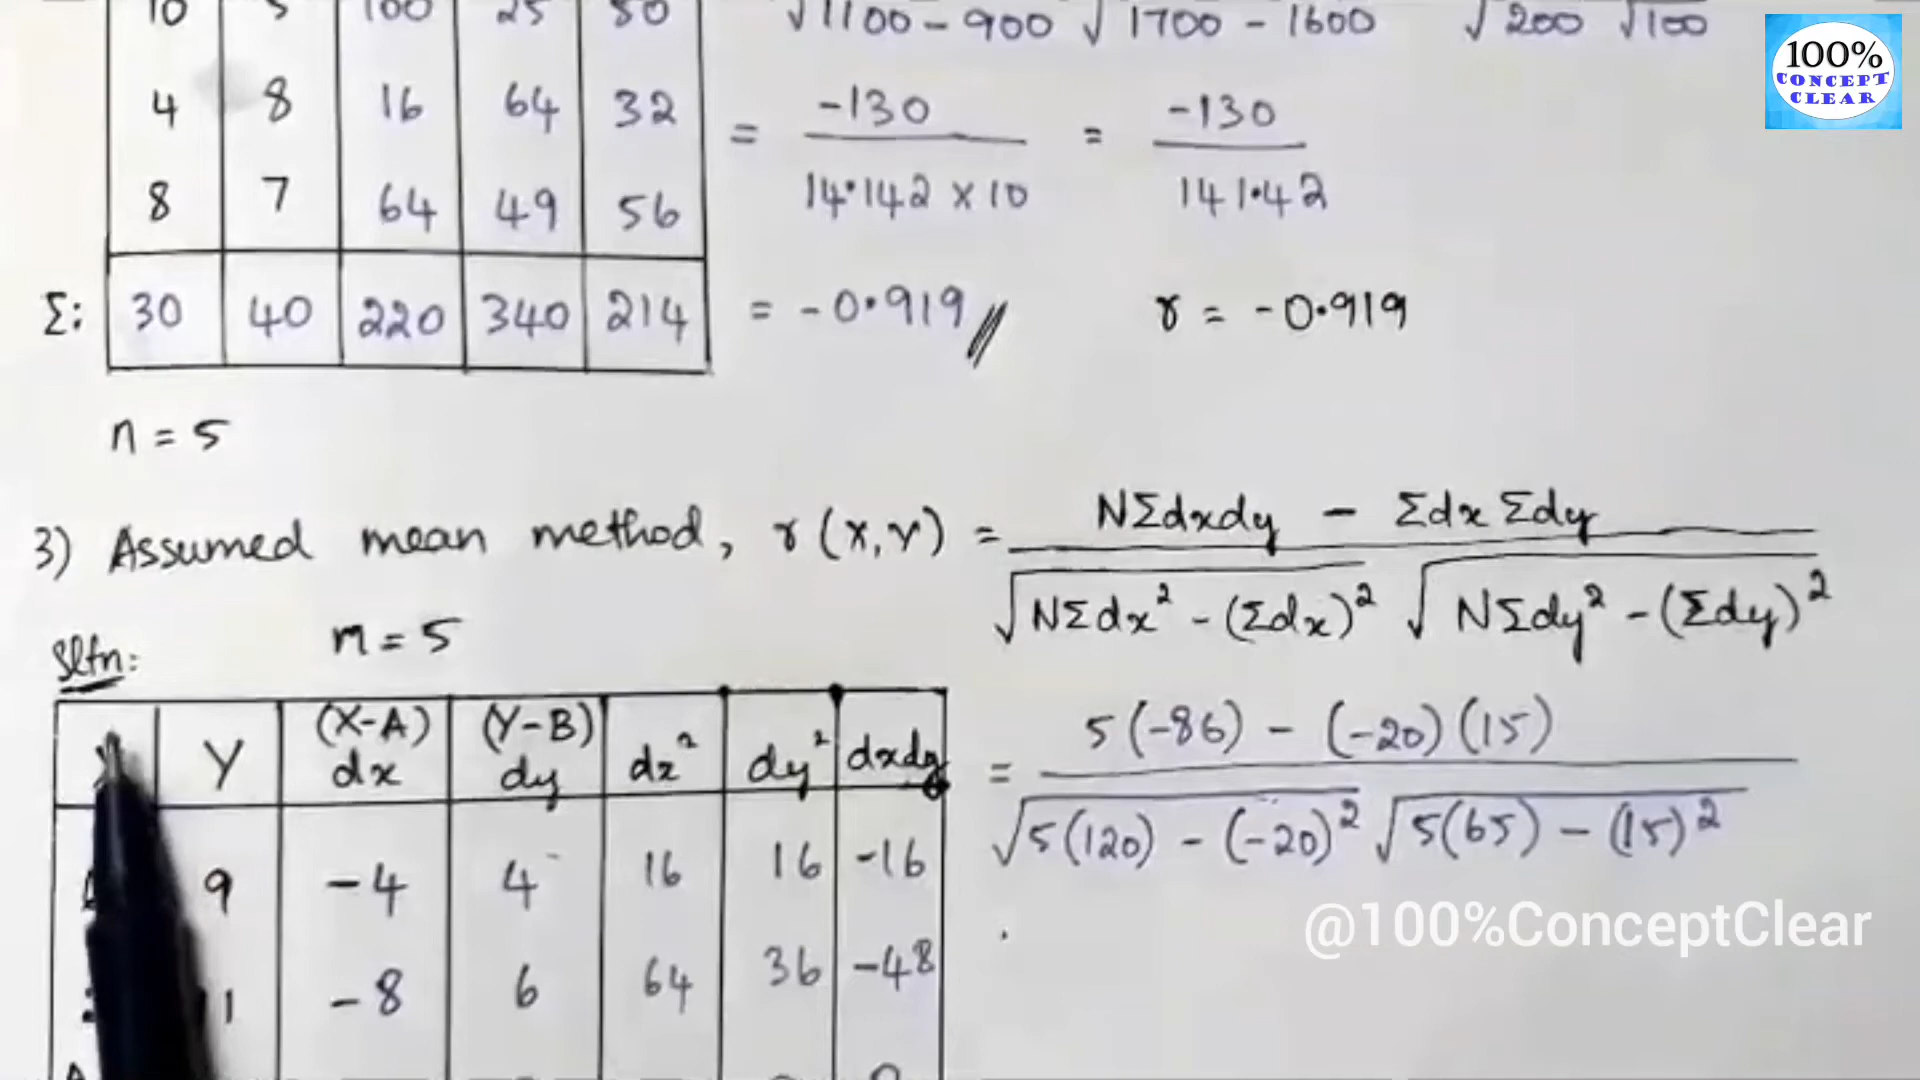 10 5 100 25 50
√1100 - 900 √1700 - 1600 √200 √100
4 8 16 64 32
= -130 / 14.142 x 10 = -130 / 141.42
8 7 64 49 56
Σ: 30 40 220 340 214
= -0.919 r = -0.919
n = 5
3) Assumed mean method, r(x,y) = NΣdxdy - Σdx Σdy / √NΣdx² - (Σdx)² √NΣdy² - (Σdy)²
Sltn: n = 5
Y (X-A) dx (Y-B) dy dx² dy² dxdy
= 5(-86) - (-20)(15) / √5(120) - (-20)² √5(65) - (15)²
9 -4 4 16 16 -16
11 -8 6 64 36 -48
100%
CONCEPT
CLEAR
@100%ConceptClear